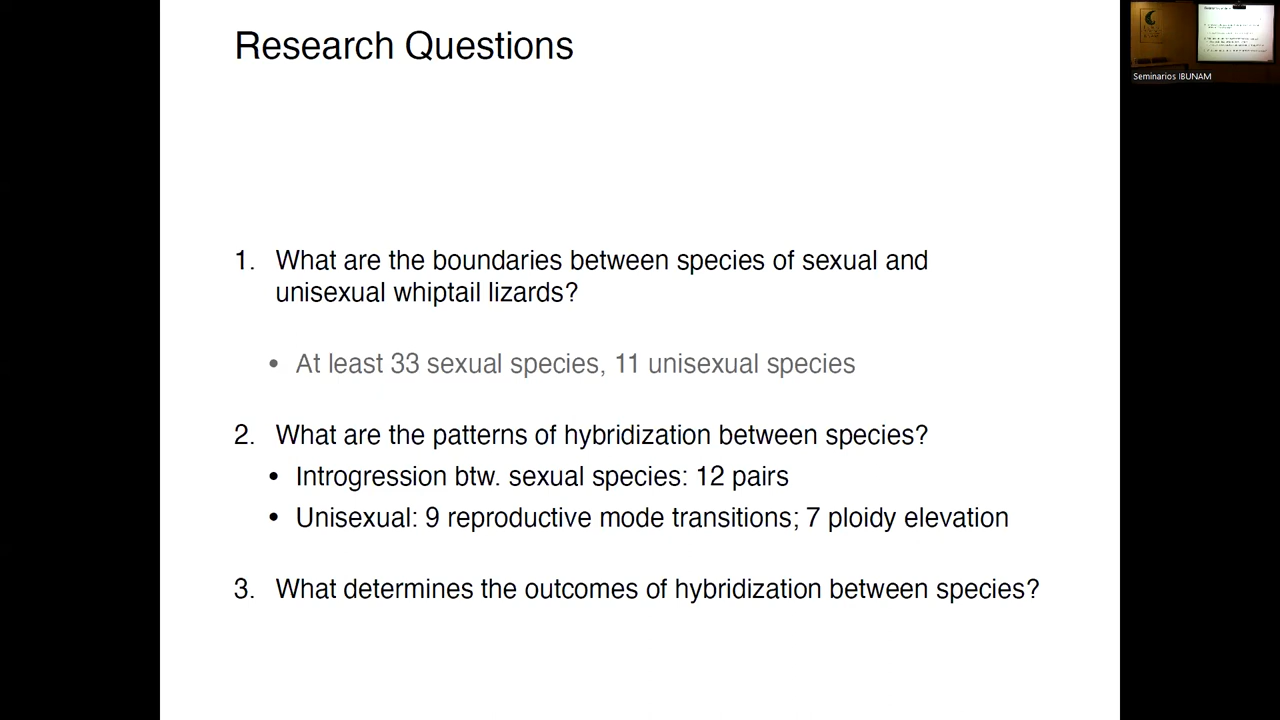 Research Questions
Seminarios IBUNAM
1. What are the boundaries between species of sexual and
unisexual whiptail lizards?
• At least 33 sexual species, 11 unisexual species
2. What are the patterns of hybridization between species?
• Introgression btw. sexual species: 12 pairs
• Unisexual: 9 reproductive mode transitions; 7 ploidy elevation
3. What determines the outcomes of hybridization between species?